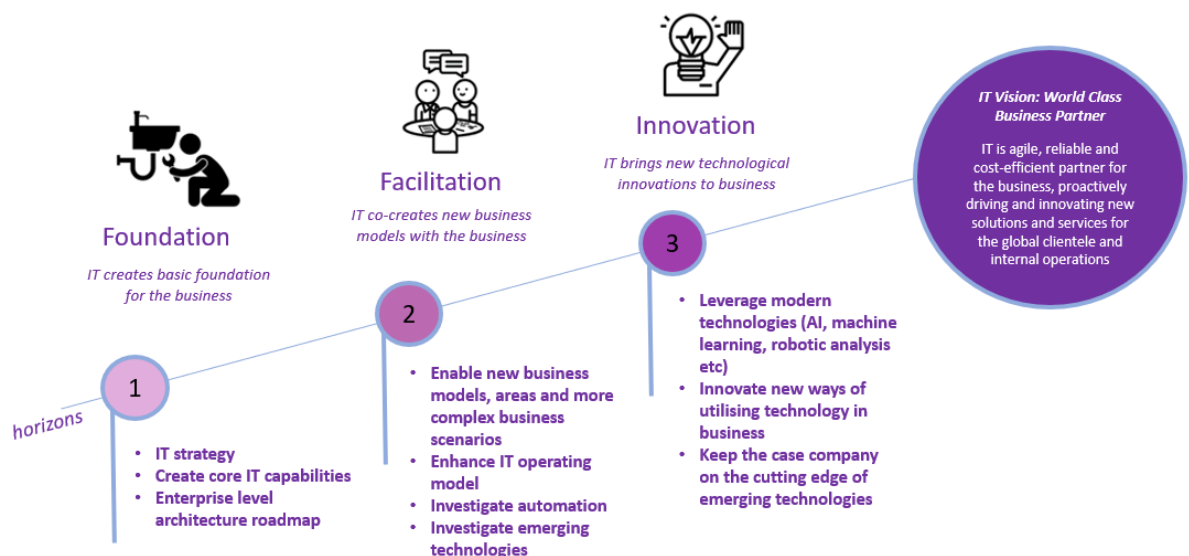 Foundation
IT creates basic foundation
for the business
Facilitation
IT co-creates new business
models with the business
Innovation
IT brings new technological
innovations to business
IT Vision: World Class
Business Partner
IT is agile, reliable and
cost-efficient partner for
the business, proactively
driving and innovating new
solutions and services for
the global clientele and
internal operations
horizons
1
• IT strategy
• Create core IT capabilities
• Enterprise level
architecture roadmap
2
• Enable new business
models, areas and more
complex business
scenarios
• Enhance IT operating
model
• Investigate automation
• Investigate emerging
technologies
3
• Leverage modern
technologies (AI, machine
learning, robotic analysis
etc)
• Innovate new ways of
utilising technology in
business
• Keep the case company
on the cutting edge of
emerging technologies